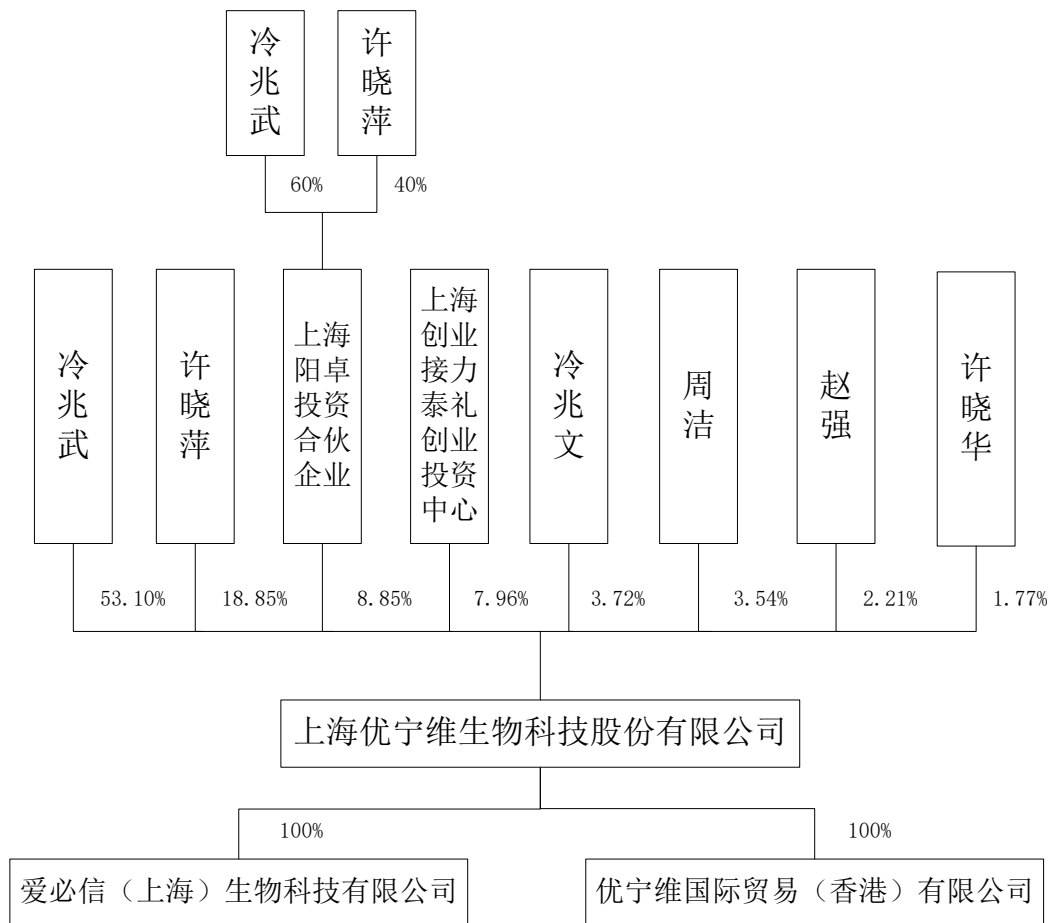 冷兆武
许晓萍
60%
40%
冷兆武
许晓萍
上海
阳卓
投资
合伙
企业
上海
创业
接力
泰礼
创业
投资
中心
冷兆文
周洁
赵强
许晓华
53.10%
18.85%
8.85%
7.96%
3.72%
3.54%
2.21%
1.77%
上海优宁维生物科技股份有限公司
100%
100%
爱必信（上海）生物科技有限公司
优宁维国际贸易（香港）有限公司